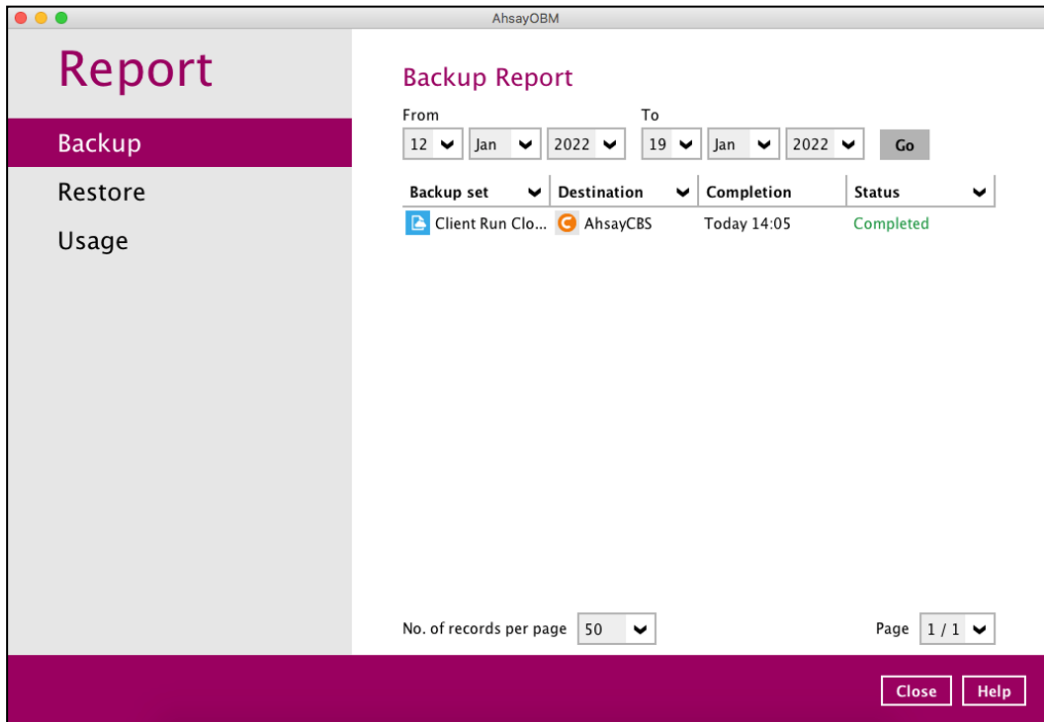 AhsayOBM
Report
Backup
Restore
Usage
Backup Report
From To
12 Jan 2022 19 Jan 2022 Go
Backup set Destination Completion Status
Client Run Clo... AhsayCBS Today 14:05 Completed
No. of records per page 50 Page 1 / 1
Close Help